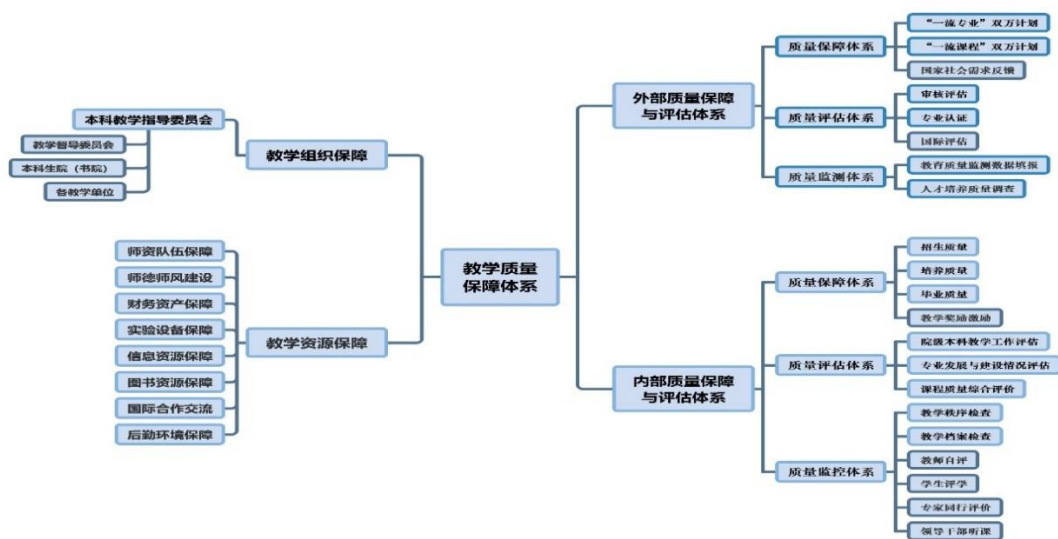 教学质量
保障体系
教学组织保障
本科教学指导委员会
教学督导委员会
本科生院（书院）
各教学单位
教学资源保障
师资队伍保障
师德师风建设
财务资产保障
实验设备保障
信息资源保障
图书资源保障
国际合作交流
后勤环境保障
外部质量保障
与评估体系
质量保障体系
“一流专业”双万计划
“一流课程”双万计划
国家社会需求反馈
质量评估体系
审核评估
专业认证
国际评估
质量监测体系
教育质量监测数据填报
人才培养质量调查
内部质量保障
与评估体系
质量保障体系
招生质量
培养质量
毕业质量
教学奖励激励
质量评估体系
院级本科教学工作评估
专业发展与建设情况评估
课程质量综合评价
质量监控体系
教学秩序检查
教学档案检查
教师自评
学生评学
专家同行评价
领导干部听课